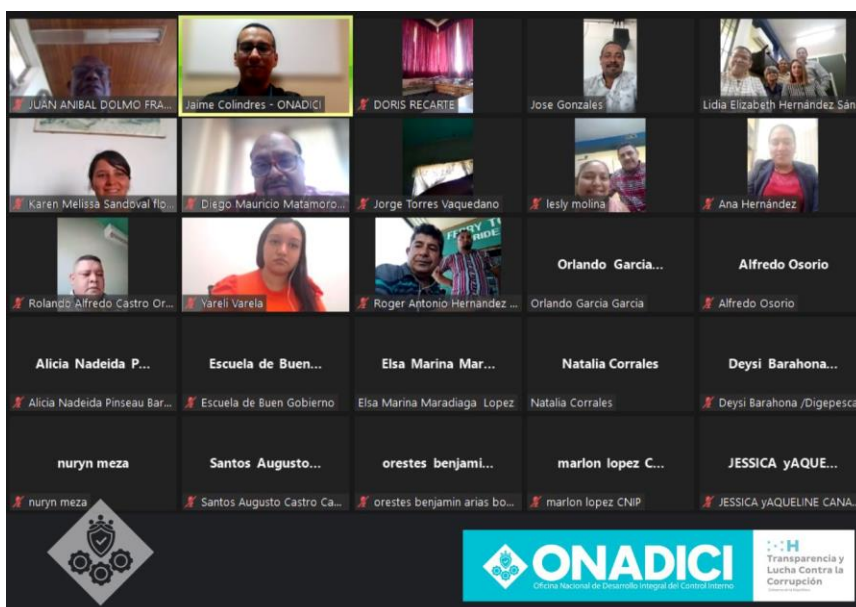 JUAN ANIBAL DOLMO FRA...
Jaime Colindres - ONADICI
DORIS RECARTE
Jose Gonzales
Lidia Elizabeth Hernández Sán
Karen Melissa Sandoval flo...
Diego Mauricio Matamoro...
Jorge Torres Vaquedano
lesly molina
Ana Hernández
FERRY T
RIDE
Rolando Alfredo Castro Or...
Yareli Varela
Roger Antonio Hernandez ...
Orlando Garcia...
Orlando Garcia Garcia
Alfredo Osorio
Alfredo Osorio
Alicia Nadeida P...
Alicia Nadeida Pinseau Bar...
Escuela de Buen...
Escuela de Buen Gobierno
Elsa Marina Mar...
Elsa Marina Maradiaga Lopez
Natalia Corrales
Natalia Corrales
Deysi Barahona...
Deysi Barahona /Digepesca
nuryn meza
nuryn meza
Santos Augusto...
Santos Augusto Castro Ca...
orestes benjami...
orestes benjamin arias bo...
marlon lopez C...
marlon lopez CNIP
JESSICA yAQUE...
JESSICA yAQUELINE CANA...
ONADICI
Oficina Nacional de Desarrollo Integral del Control Interno
H
Transparencia y
Lucha Contra la
Corrupción